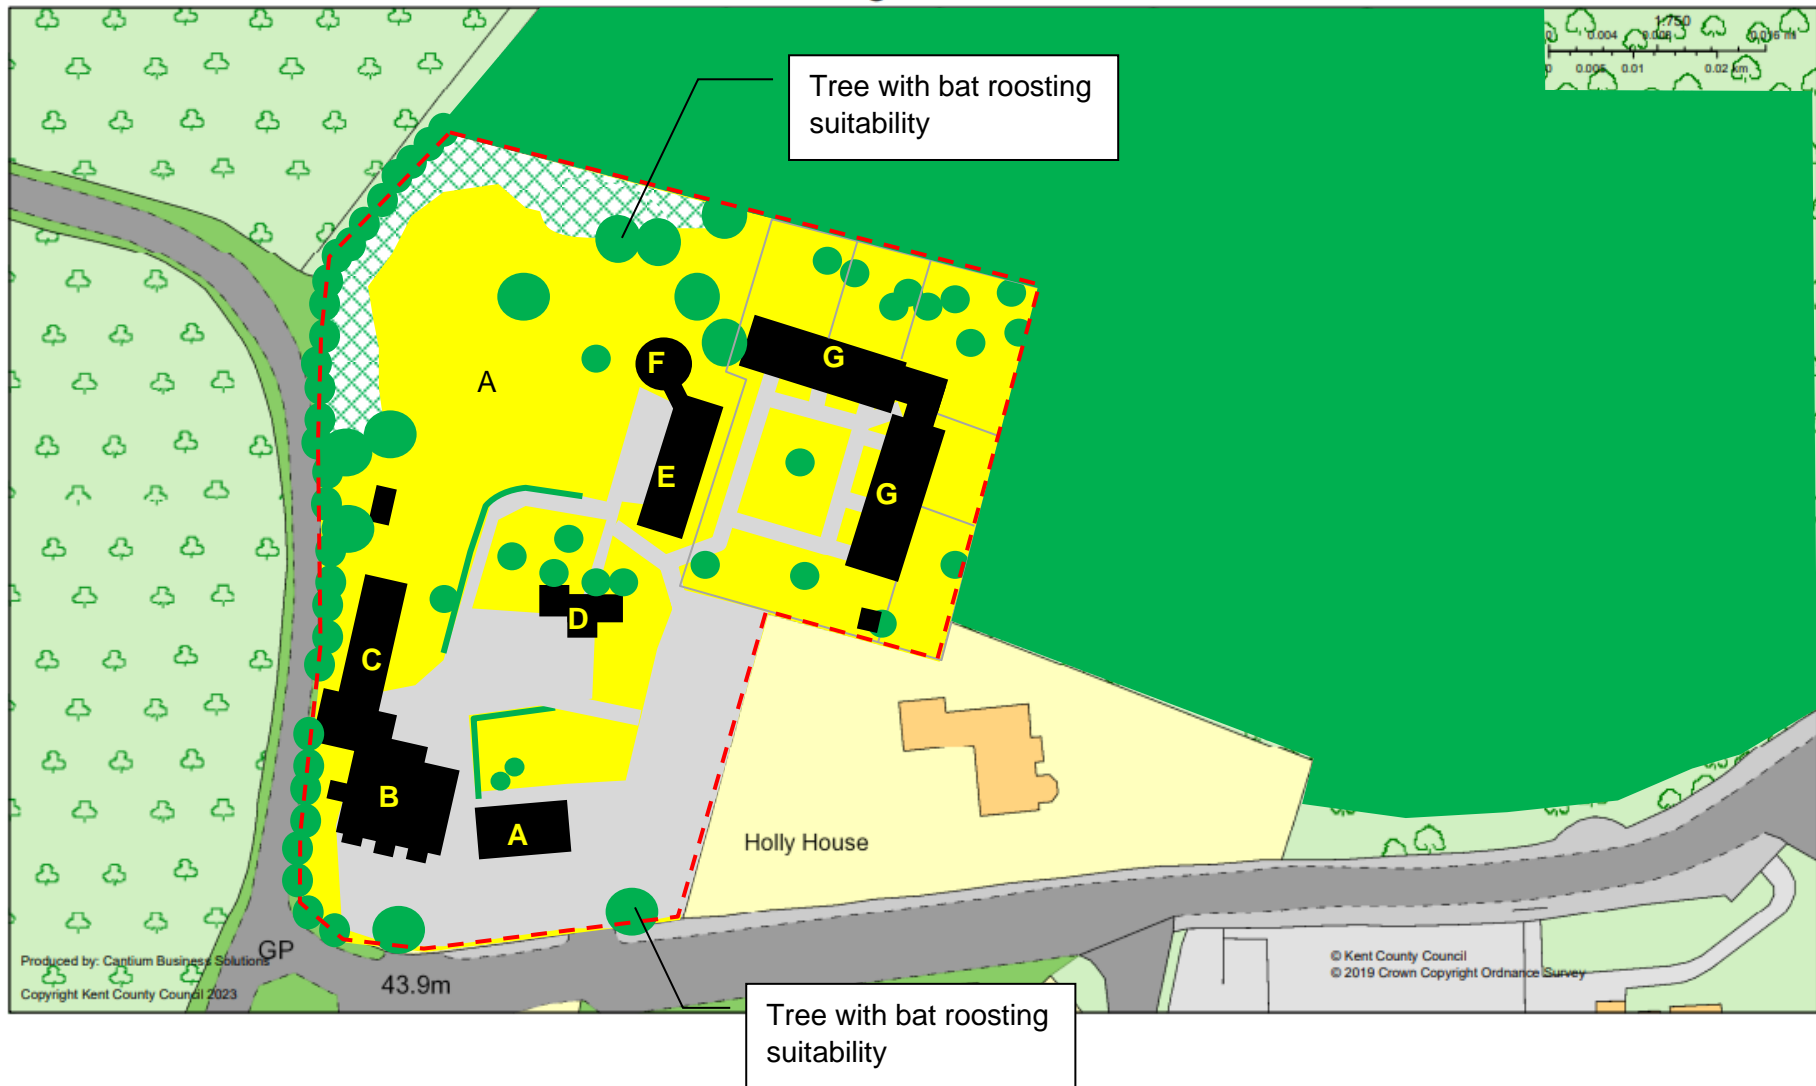 1:750
0 0.004 0.008 0.016 mi
0 0.005 0.01 0.02 km
Tree with bat roosting
suitability
F
G
A
E
G
D
C
B
A
Holly House
GP
43.9m
Produced by: Cantium Business Solutions
Copyright Kent County Council 2023
© Kent County Council
© 2019 Crown Copyright Ordnance Survey
Tree with bat roosting
suitability